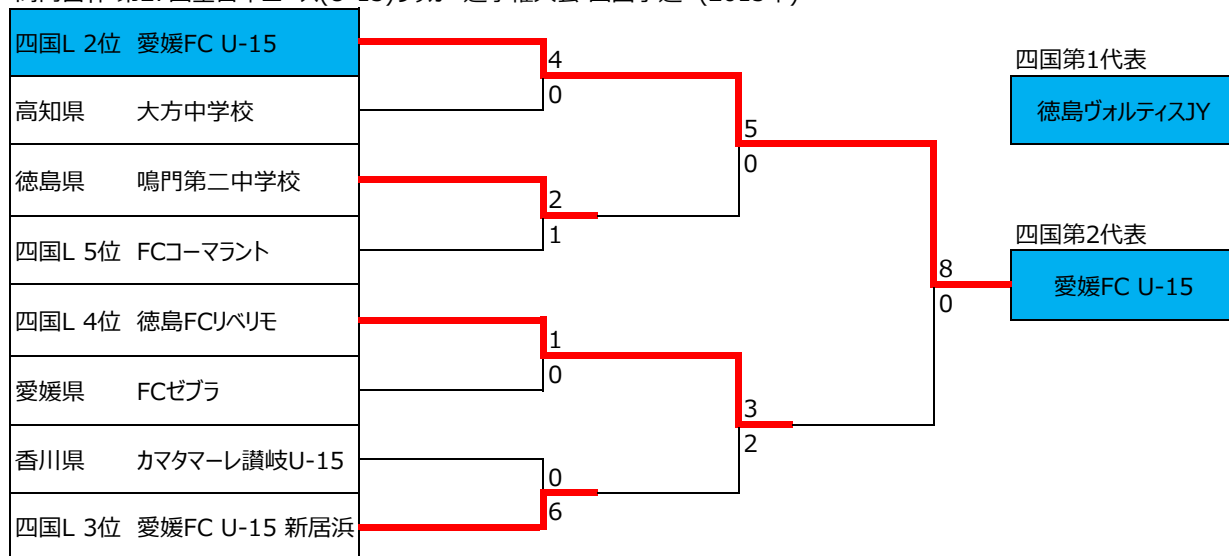 四国L 2位 愛媛FC U-15
高知県 大方中学校
徳島県 鳴門第二中学校
四国L 5位 FCコーマラント
四国L 4位 徳島FCリベリモ
愛媛県 FCゼブラ
香川県 カマタマーレ讃岐U-15
四国L 3位 愛媛FC U-15 新居浜
4
0
2
1
1
0
0
6
5
0
3
2
8
0
四国第1代表
徳島ヴォルティスJY
四国第2代表
愛媛FC U-15